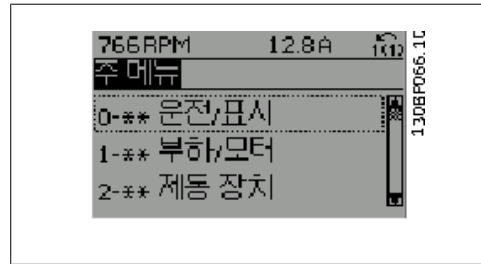 766RPM 12.8A 1(1)
주 메뉴
0-** 운전/표시
1-** 부하/모터
2-** 제동 장치
130BP066.10